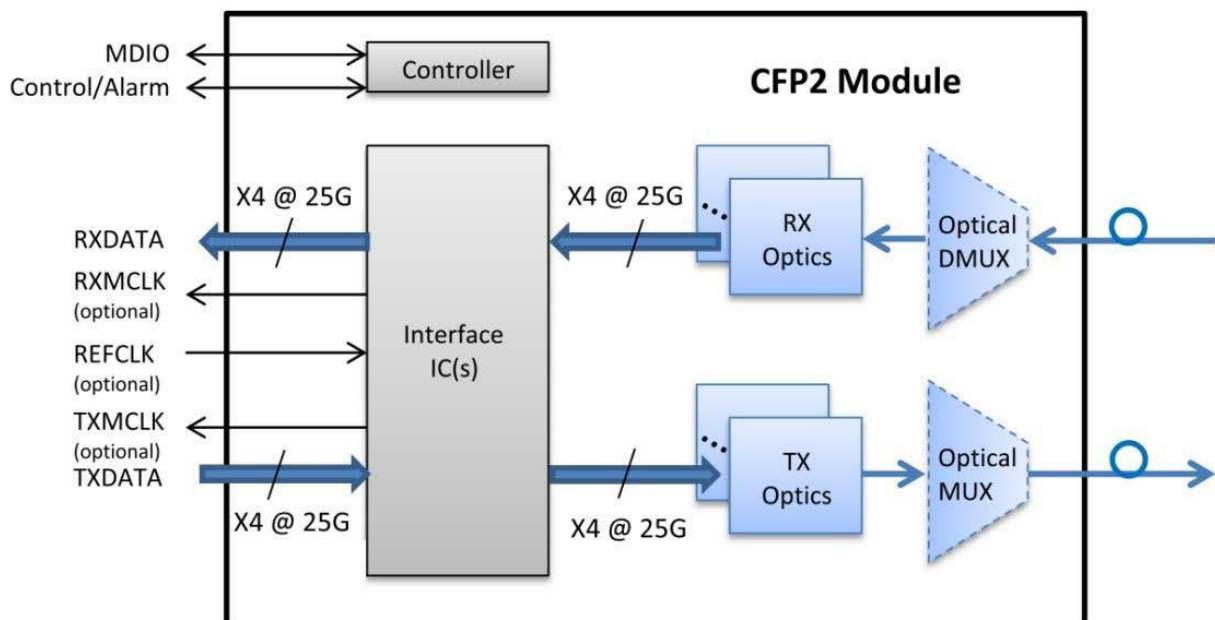 MDIO
Control/Alarm
Controller
CFP2 Module
X4 @ 25G
X4 @ 25G
RXDATA
RXMCLK
(optional)
REFCLK
(optional)
TXMCLK
(optional)
TXDATA
X4 @ 25G
X4 @ 25G
Interface
IC(s)
RX
Optics
Optical
DMUX
TX
Optics
Optical
MUX